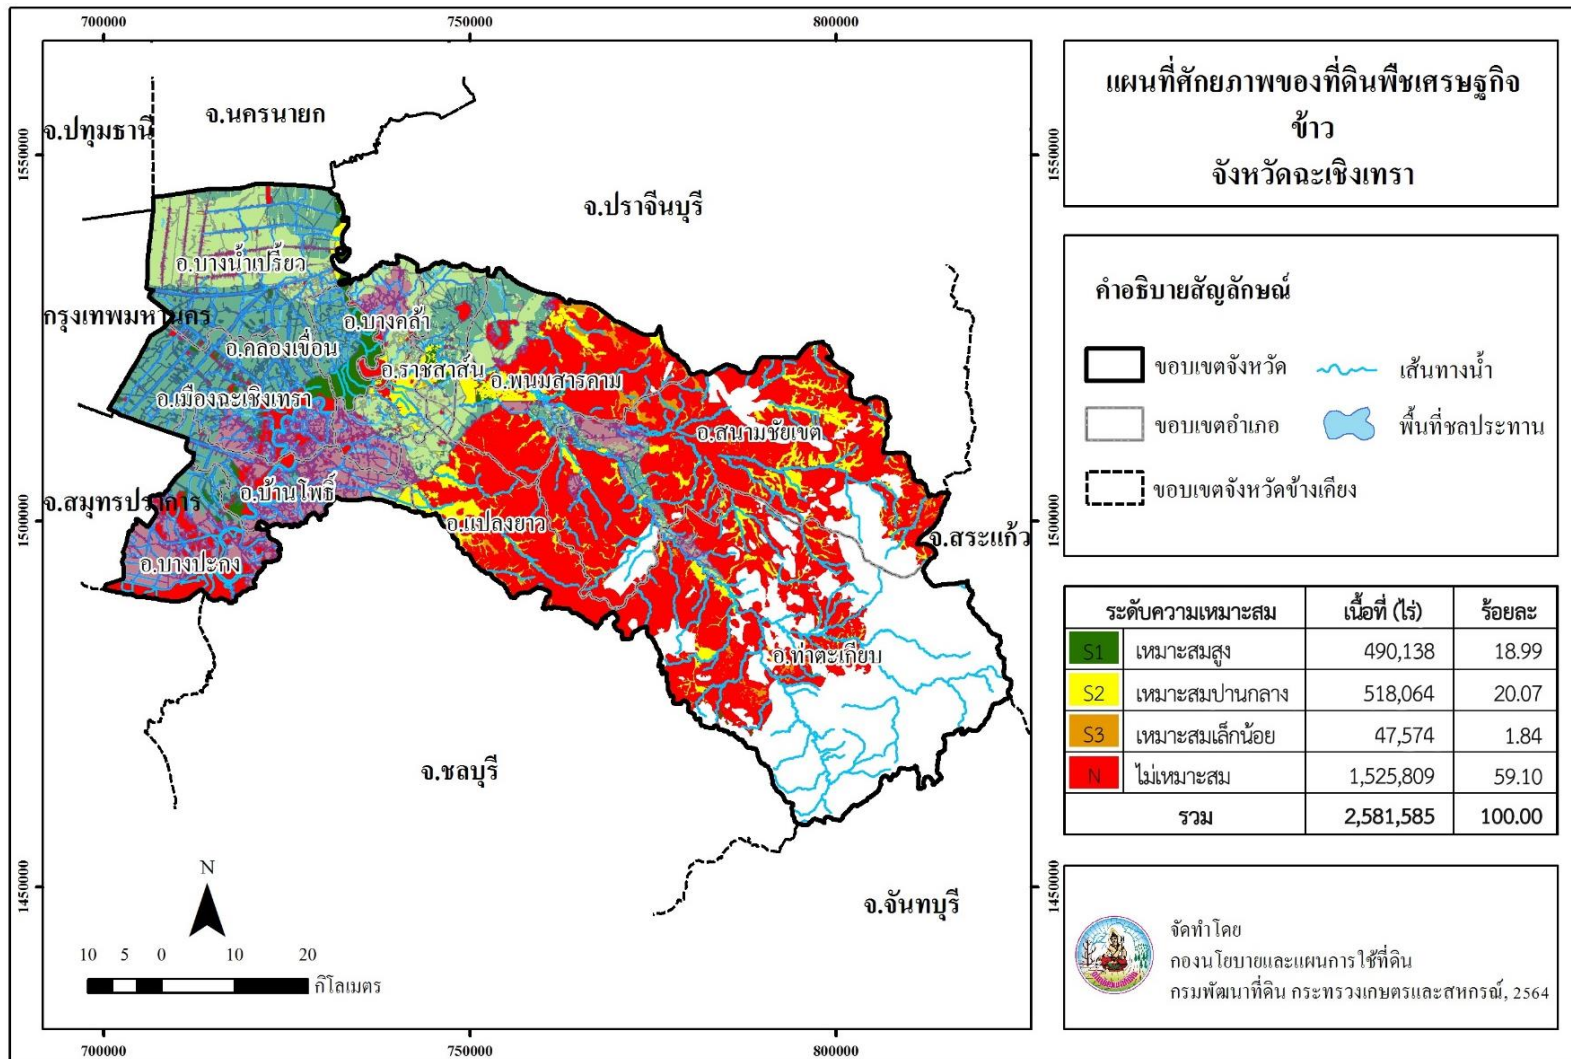 700000 750000 800000
แผนที่ศักยภาพของที่ดินพืชเศรษฐกิจ
ข้าว
จังหวัดฉะเชิงเทรา
จ.นครนายก
จ.ปทุมธานี
1550000 1550000
จ.ปราจีนบุรี
อ.บางน้ำเปรี้ยว
กรุงเทพมหานคร
อ.บางคล้า
อ.คลองเขื่อน
อ.ราชสาส์น
อ.พนมสารคาม
อ.เมืองฉะเชิงเทรา
อ.สนามชัยเขต
อ.บ้านโพธิ์
จ.สมุทรปราการ
อ.แปลงยาว
1500000 1500000
จ.สระแก้ว
อ.บางปะกง
อ.ท่าตะเกียบ
จ.ชลบุรี
จ.จันทบุรี
1450000 1450000
คำอธิบายสัญลักษณ์
ขอบเขตจังหวัด เส้นทางน้ำ
ขอบเขตอำเภอ พื้นที่ชลประทาน
ขอบเขตจังหวัดข้างเคียง
ระดับความเหมาะสม เนื้อที่ (ไร่) ร้อยละ
S1 เหมาะสมสูง 490,138 18.99
S2 เหมาะสมปานกลาง 518,064 20.07
S3 เหมาะสมเล็กน้อย 47,574 1.84
N ไม่เหมาะสม 1,525,809 59.10
รวม 2,581,585 100.00
N
10 5 0 10 20
กิโลเมตร
จัดทำโดย
กองนโยบายและแผนการใช้ที่ดิน
กรมพัฒนาที่ดิน กระทรวงเกษตรและสหกรณ์, 2564
700000 750000 800000